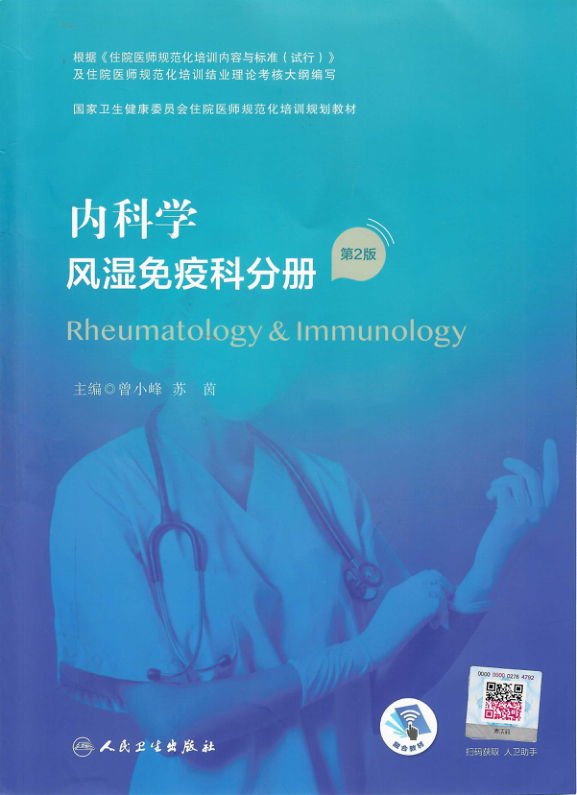 根据《住院医师规范化培训内容与标准(试行)》
及住院医师规范化培训结业理论考核大纲编写
国家卫生健康委员会住院医师规范化培训规划教材
内科学
风湿免疫科分册
第2版
Rheumatology & Immunology
主编◎曾小峰 苏 茵
0000 0000 0276 4792
激活码
融合教材
人民卫生出版社
扫码获取 人卫助手